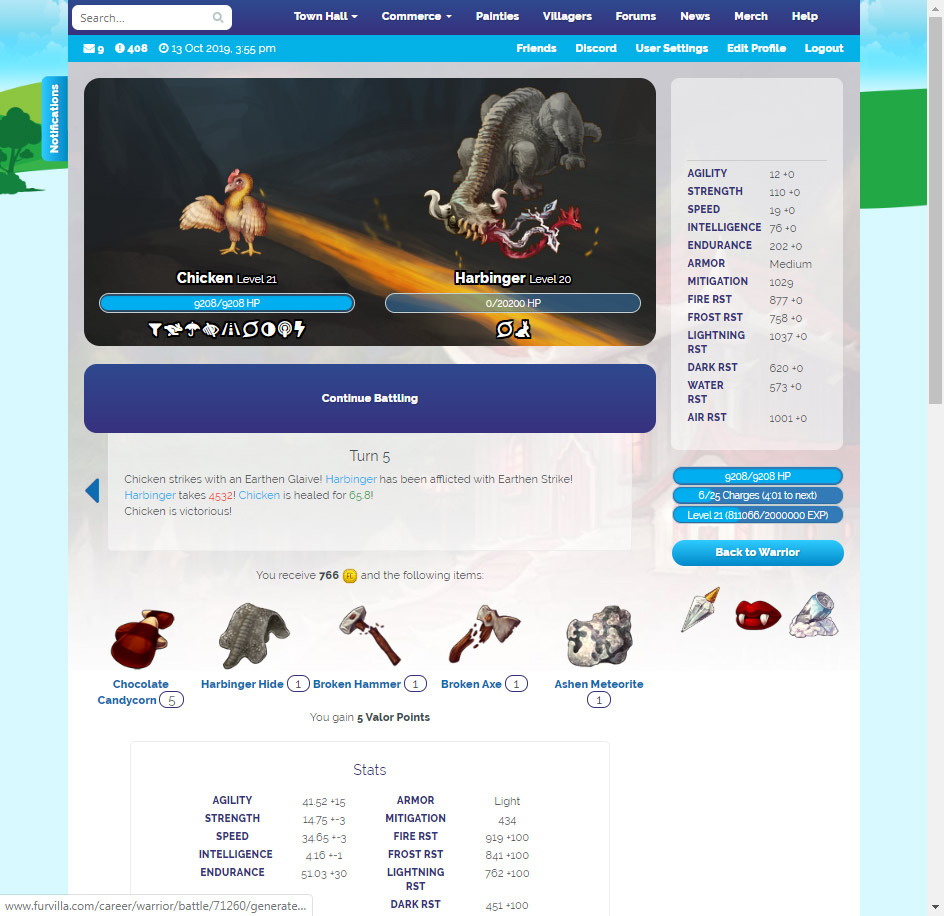 Search...
Town Hall Commerce Painties Villagers Forums News Merch Help
9 408 13 Oct 2019, 3:55 pm
Friends Discord User Settings Edit Profile Logout
Notifications
Chicken Level 21
9208/9208 HP
Harbinger Level 20
0/20200 HP
Continue Battling
Turn 5
Chicken strikes with an Earthen Glaive! Harbinger has been afflicted with Earthen Strike!
Harbinger takes 4532! Chicken is healed for 65.8!
Chicken is victorious!
You receive 766 FC and the following items:
Chocolate
Candycorn 5
Harbinger Hide 1
Broken Hammer 1
Broken Axe 1
Ashen Meteorite
1
You gain 5 Valor Points
Stats
AGILITY 41.52 +15
STRENGTH 14.75 +-3
SPEED 34.65 +-3
INTELLIGENCE 4.16 +-1
ENDURANCE 51.03 +30
ARMOR Light
MITIGATION 434
FIRE RST 919 +100
FROST RST 841 +100
LIGHTNING 762 +100
RST
DARK RST 451 +100
AGILITY 12 +0
STRENGTH 110 +0
SPEED 19 +0
INTELLIGENCE 76 +0
ENDURANCE 202 +0
ARMOR Medium
MITIGATION 1029
FIRE RST 877 +0
FROST RST 758 +0
LIGHTNING 1037 +0
RST
DARK RST 620 +0
WATER 573 +0
RST
AIR RST 1001 +0
9208/9208 HP
6/25 Charges (4:01 to next)
Level 21 (811066/2000000 EXP)
Back to Warrior
www.furvilla.com/career/warrior/battle/71260/generate...